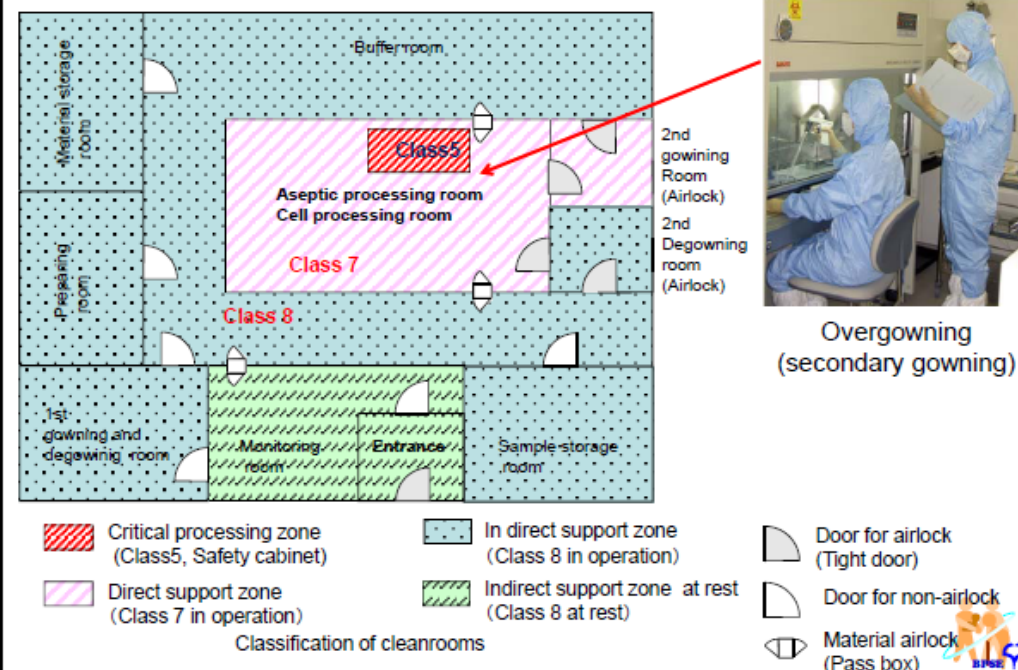 Buffer room
Material storage
room
Class5
2nd
gowining
Room
(Airlock)
Aseptic processing room
Cell processing room
2nd
Degowning
room
(Airlock)
Preparing
room
Class 7
Class 8
Overgowning
(secondary gowning)
1st
gowning and
degowinig room
Monitoring
room
Entrance
Sample storage
room
Critical processing zone
(Class5, Safety cabinet)
In direct support zone
(Class 8 in operation)
Door for airlock
(Tight door)
Direct support zone
(Class 7 in operation)
Indirect support zone at rest
(Class 8 at rest)
Door for non-airlock
Classification of cleanrooms
Material airlock
(Pass box)